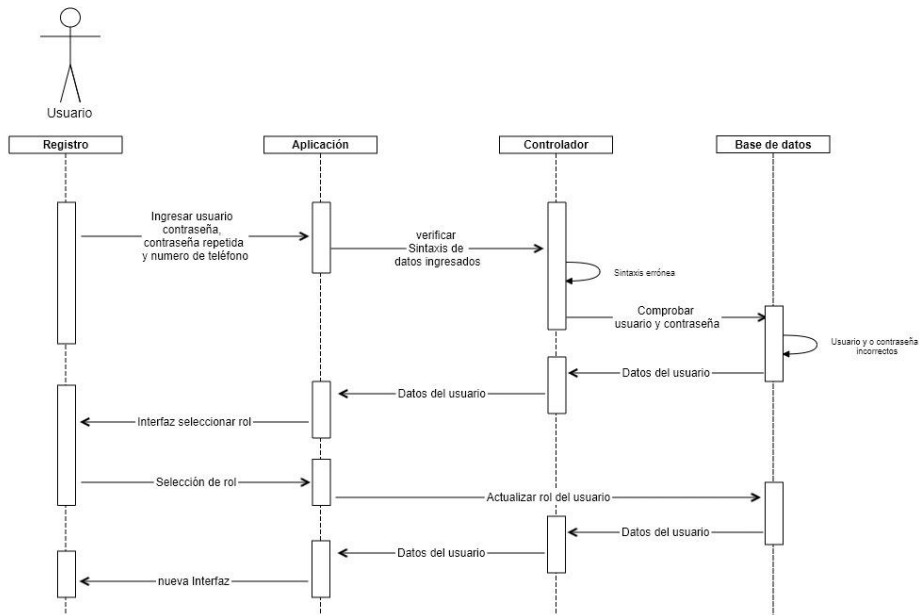 Usuario
Registro
Aplicación
Controlador
Base de datos
Ingresar usuario
contraseña,
contraseña repetida
y numero de teléfono
verificar
Sintaxis de
datos ingresados
Sintaxis errónea
Comprobar
usuario y contraseña
Usuario y o contraseña
incorrectos
Datos del usuario
Datos del usuario
Interfaz seleccionar rol
Selección de rol
Actualizar rol del usuario
Datos del usuario
Datos del usuario
nueva Interfaz